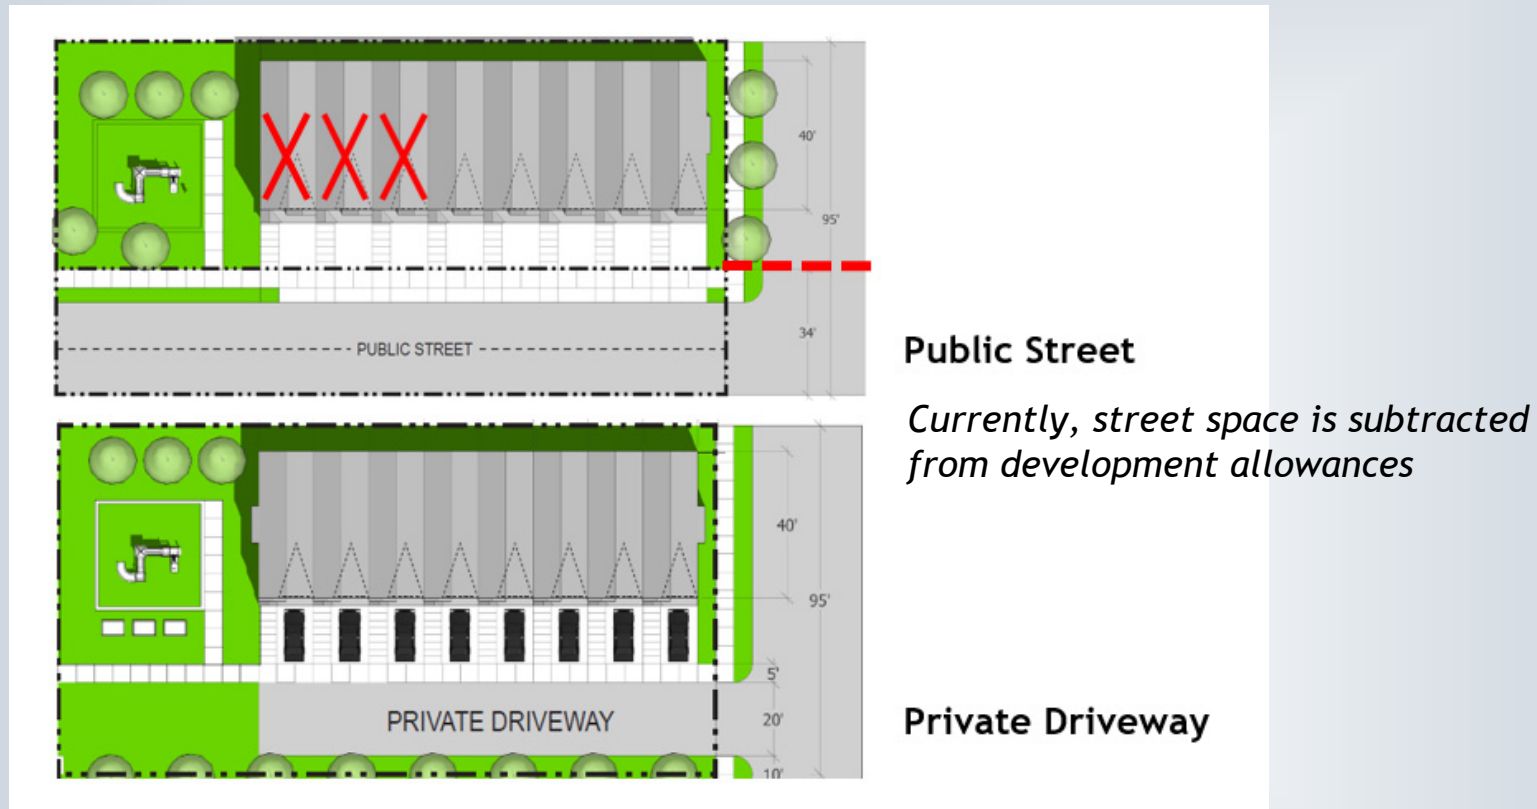 40'
95'
34'
PUBLIC STREET
Public Street
Currently, street space is subtracted
from development allowances
40'
95'
5'
20'
PRIVATE DRIVEWAY
Private Driveway
10'